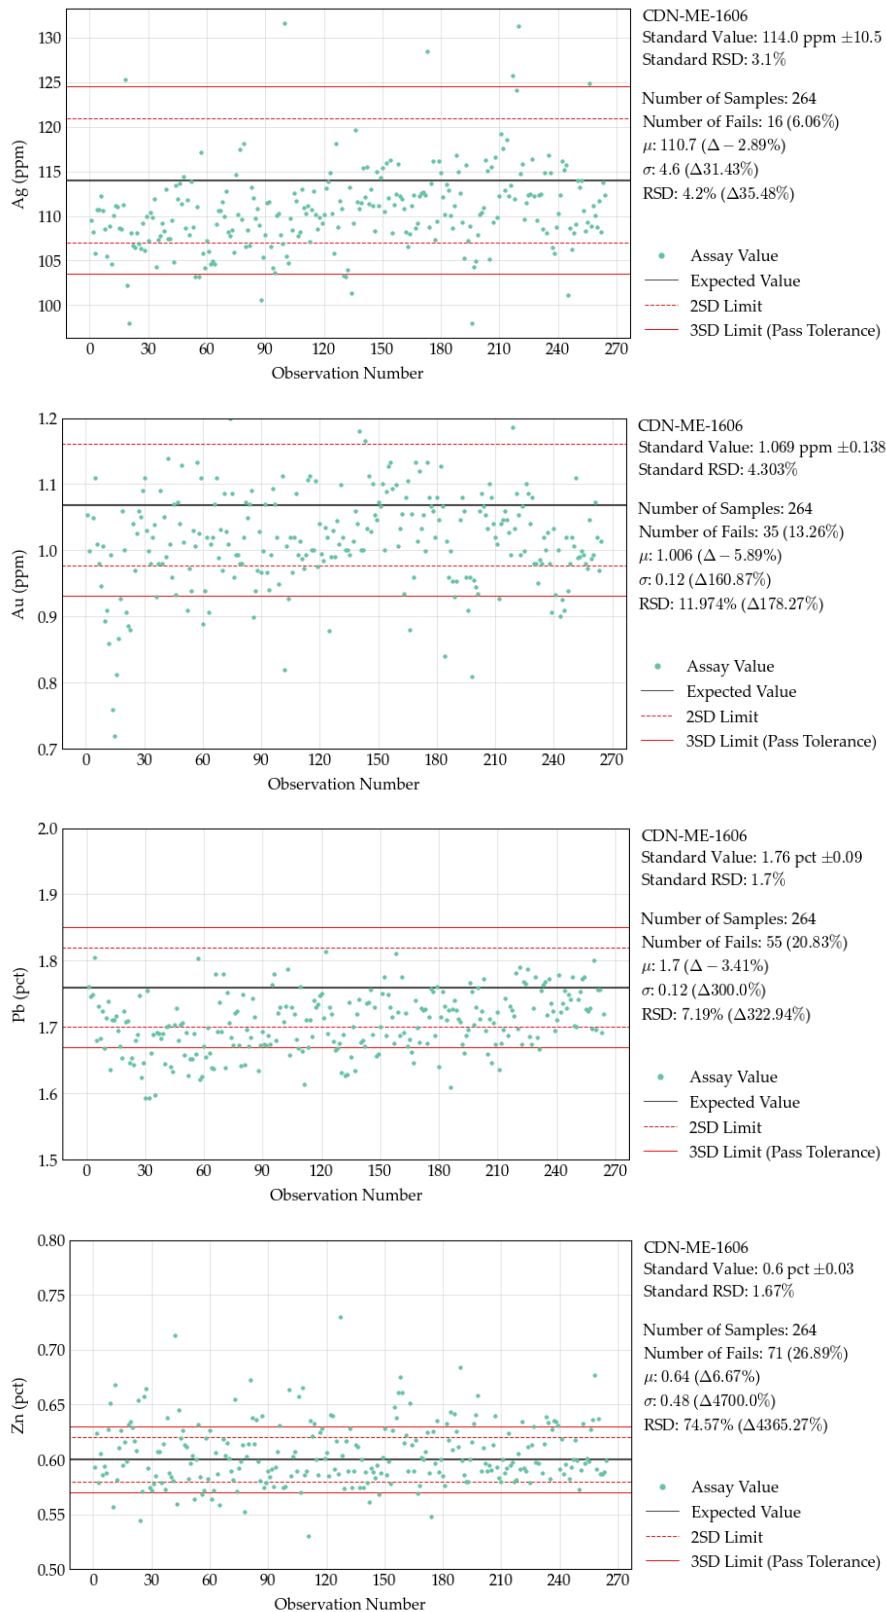 130
125
120
115
110
105
100
Ag (ppm)
0 30 60 90 120 150 180 210 240 270
Observation Number
CDN-ME-1606
Standard Value: 114.0 ppm ±10.5
Standard RSD: 3.1%
Number of Samples: 264
Number of Fails: 16 (6.06%)
μ: 110.7 (Δ − 2.89%)
σ: 4.6 (Δ31.43%)
RSD: 4.2% (Δ35.48%)
Assay Value
Expected Value
2SD Limit
3SD Limit (Pass Tolerance)
1.2
1.1
1.0
0.9
0.8
0.7
Au (ppm)
0 30 60 90 120 150 180 210 240 270
Observation Number
CDN-ME-1606
Standard Value: 1.069 ppm ±0.138
Standard RSD: 4.303%
Number of Samples: 264
Number of Fails: 35 (13.26%)
μ: 1.006 (Δ − 5.89%)
σ: 0.12 (Δ160.87%)
RSD: 11.974% (Δ178.27%)
Assay Value
Expected Value
2SD Limit
3SD Limit (Pass Tolerance)
2.0
1.9
1.8
1.7
1.6
1.5
Pb (pct)
0 30 60 90 120 150 180 210 240 270
Observation Number
CDN-ME-1606
Standard Value: 1.76 pct ±0.09
Standard RSD: 1.7%
Number of Samples: 264
Number of Fails: 55 (20.83%)
μ: 1.7 (Δ − 3.41%)
σ: 0.12 (Δ300.0%)
RSD: 7.19% (Δ322.94%)
Assay Value
Expected Value
2SD Limit
3SD Limit (Pass Tolerance)
0.80
0.75
0.70
0.65
0.60
0.55
0.50
Zn (pct)
0 30 60 90 120 150 180 210 240 270
Observation Number
CDN-ME-1606
Standard Value: 0.6 pct ±0.03
Standard RSD: 1.67%
Number of Samples: 264
Number of Fails: 71 (26.89%)
μ: 0.64 (Δ6.67%)
σ: 0.48 (Δ4700.0%)
RSD: 74.57% (Δ4365.27%)
Assay Value
Expected Value
2SD Limit
3SD Limit (Pass Tolerance)